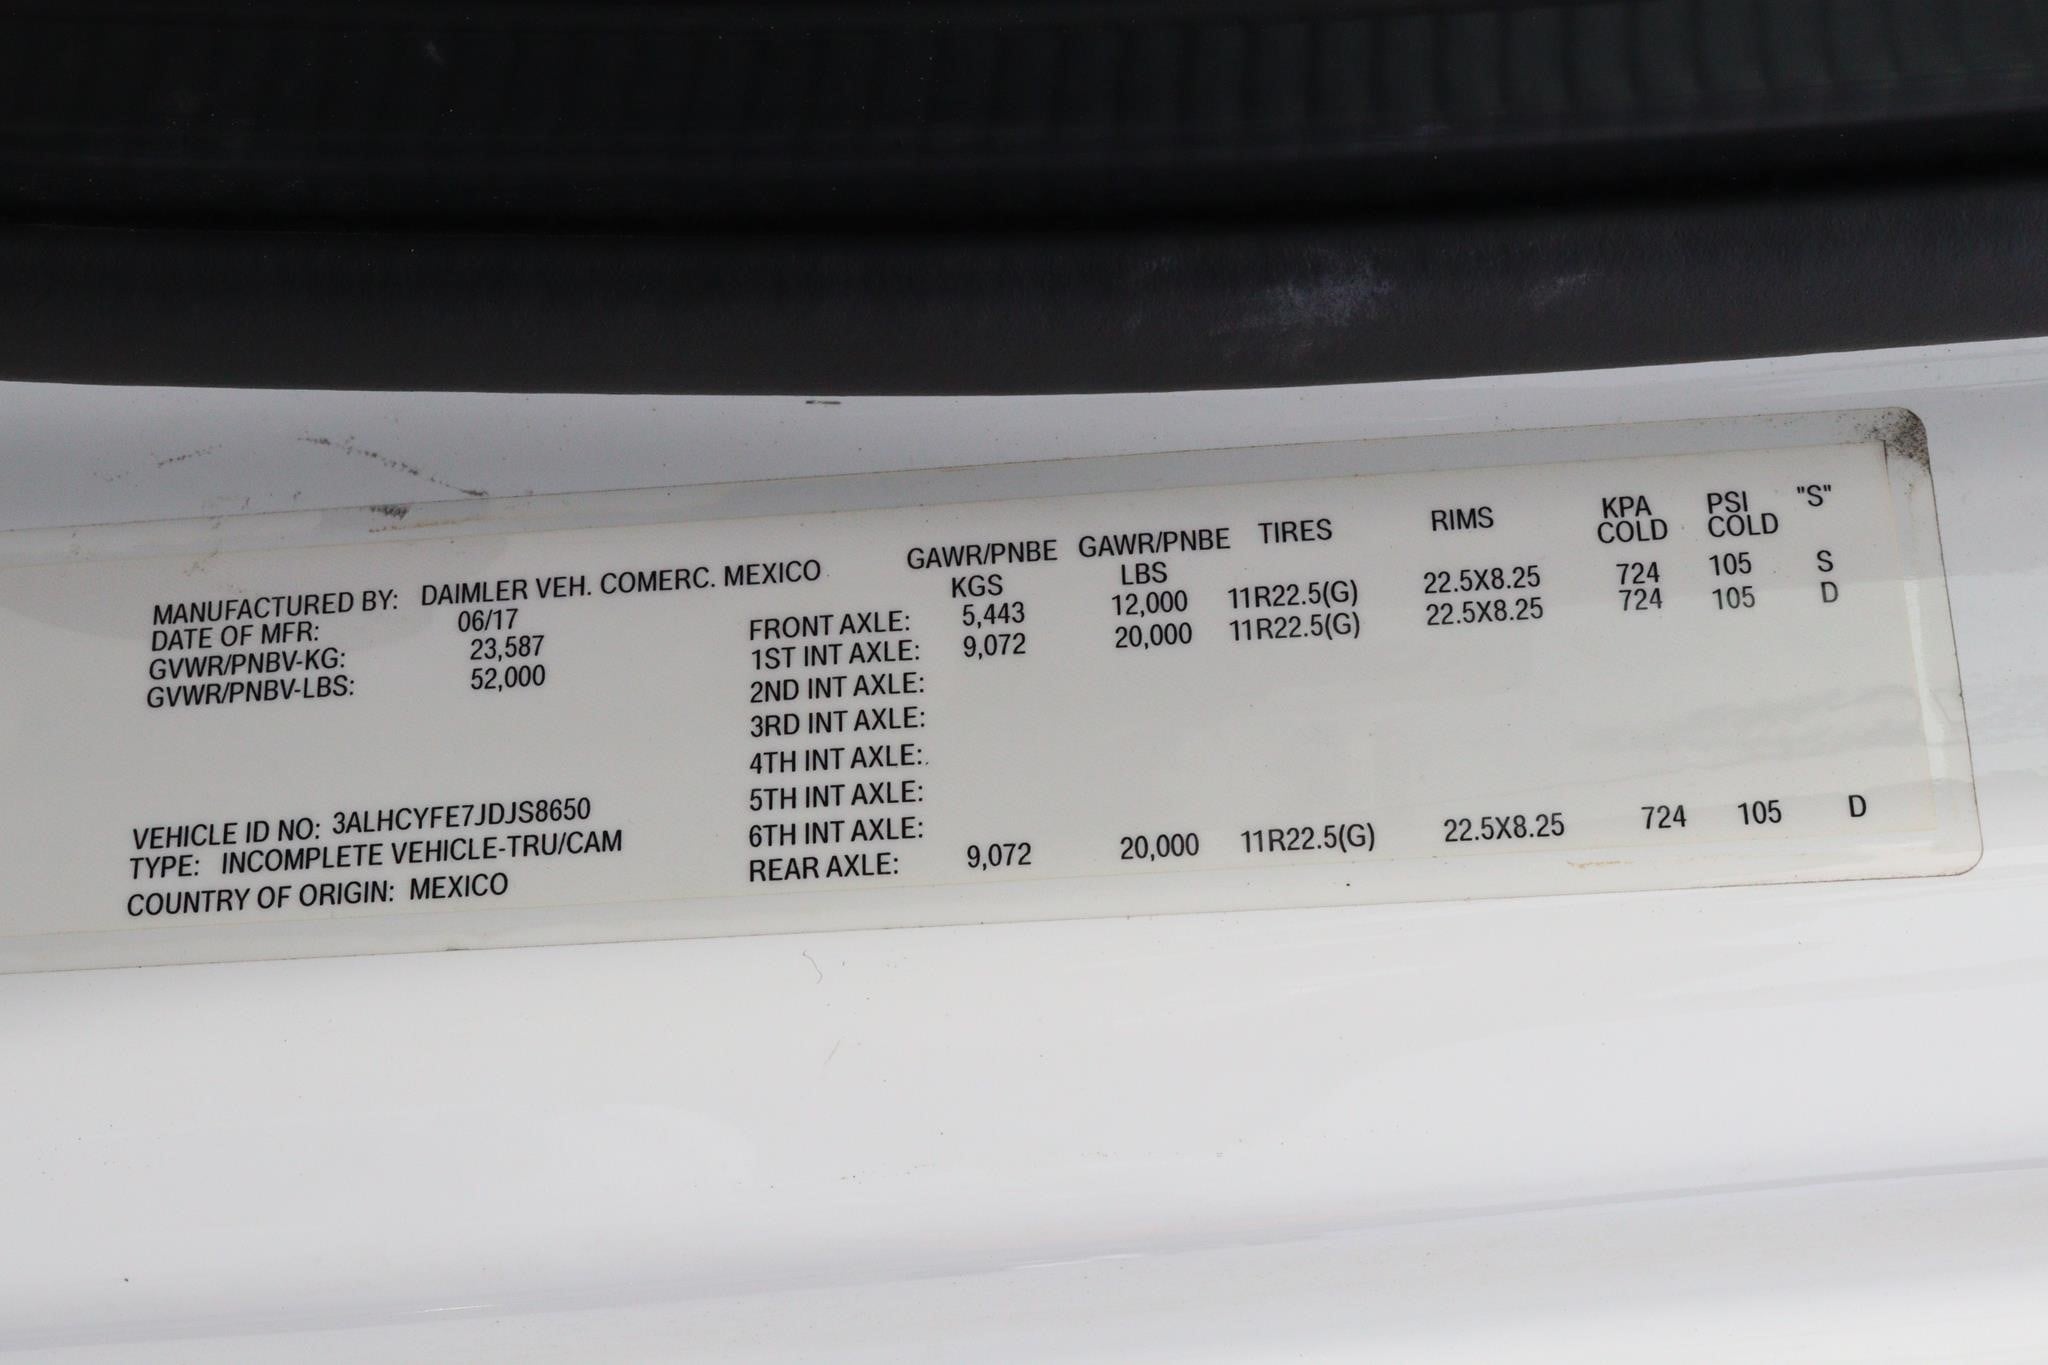 MANUFACTURED BY: DAIMLER VEH. COMERC. MEXICO
DATE OF MFR: 06/17
GVWR/PNBV-KG: 23,587
GVWR/PNBV-LBS: 52,000
VEHICLE ID NO: 3ALHCYFE7JDJS8650
TYPE: INCOMPLETE VEHICLE-TRU/CAM
COUNTRY OF ORIGIN: MEXICO
GAWR/PNBE GAWR/PNBE TIRES RIMS KPA PSI "S"
KGS LBS COLD COLD
FRONT AXLE: 5,443 12,000 11R22.5(G) 22.5X8.25 724 105 S
1ST INT AXLE: 9,072 20,000 11R22.5(G) 22.5X8.25 724 105 D
2ND INT AXLE:
3RD INT AXLE:
4TH INT AXLE:
5TH INT AXLE:
6TH INT AXLE:
REAR AXLE: 9,072 20,000 11R22.5(G) 22.5X8.25 724 105 D